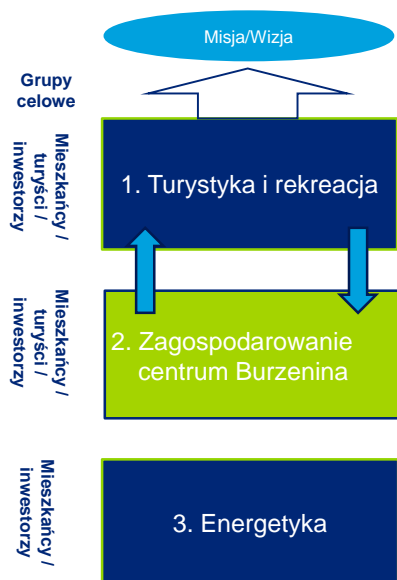 Misja/Wizja
Grupy
celowe
Mieszkańcy /
turyści /
inwestorzy
1. Turystyka i rekreacja
Mieszkańcy /
turyści /
inwestorzy
2. Zagospodarowanie
centrum Burzenina
Mieszkańcy /
inwestorzy
3. Energetyka